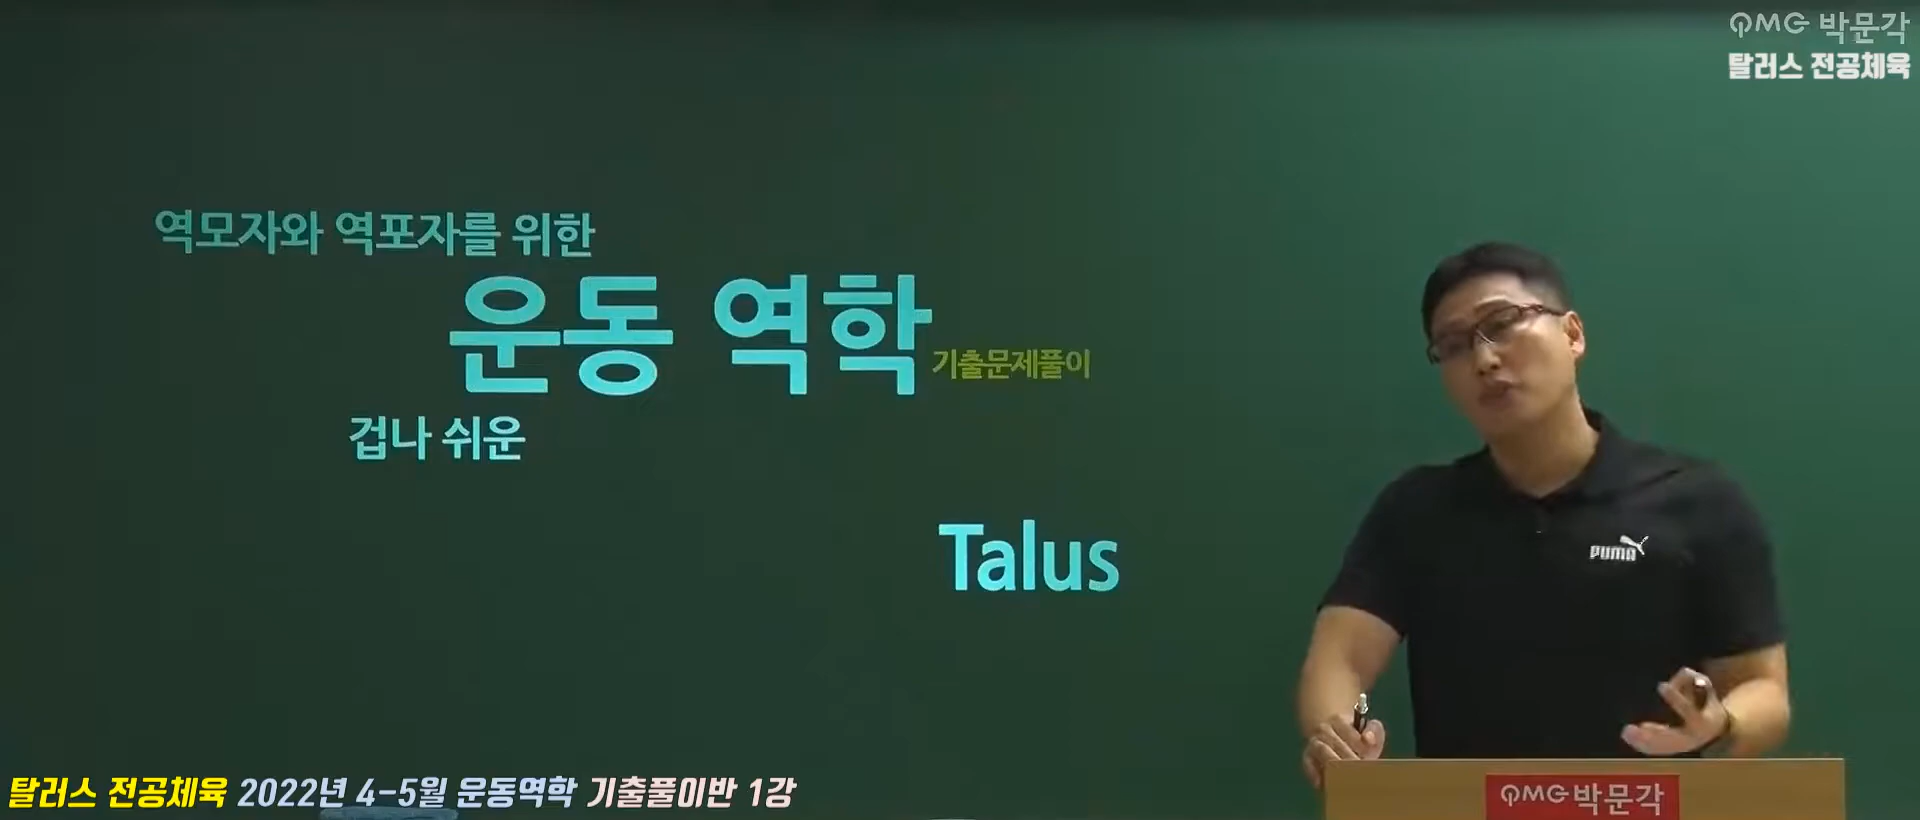 PMG 박문각
탈러스 전공체육
역모자와 역포자를 위한
운동 역학 기출문제풀이
겁나 쉬운
Talus
PUMA
PMG 박문각
탈러스 전공체육 2022년 4-5월 운동역학 기출풀이반 1강